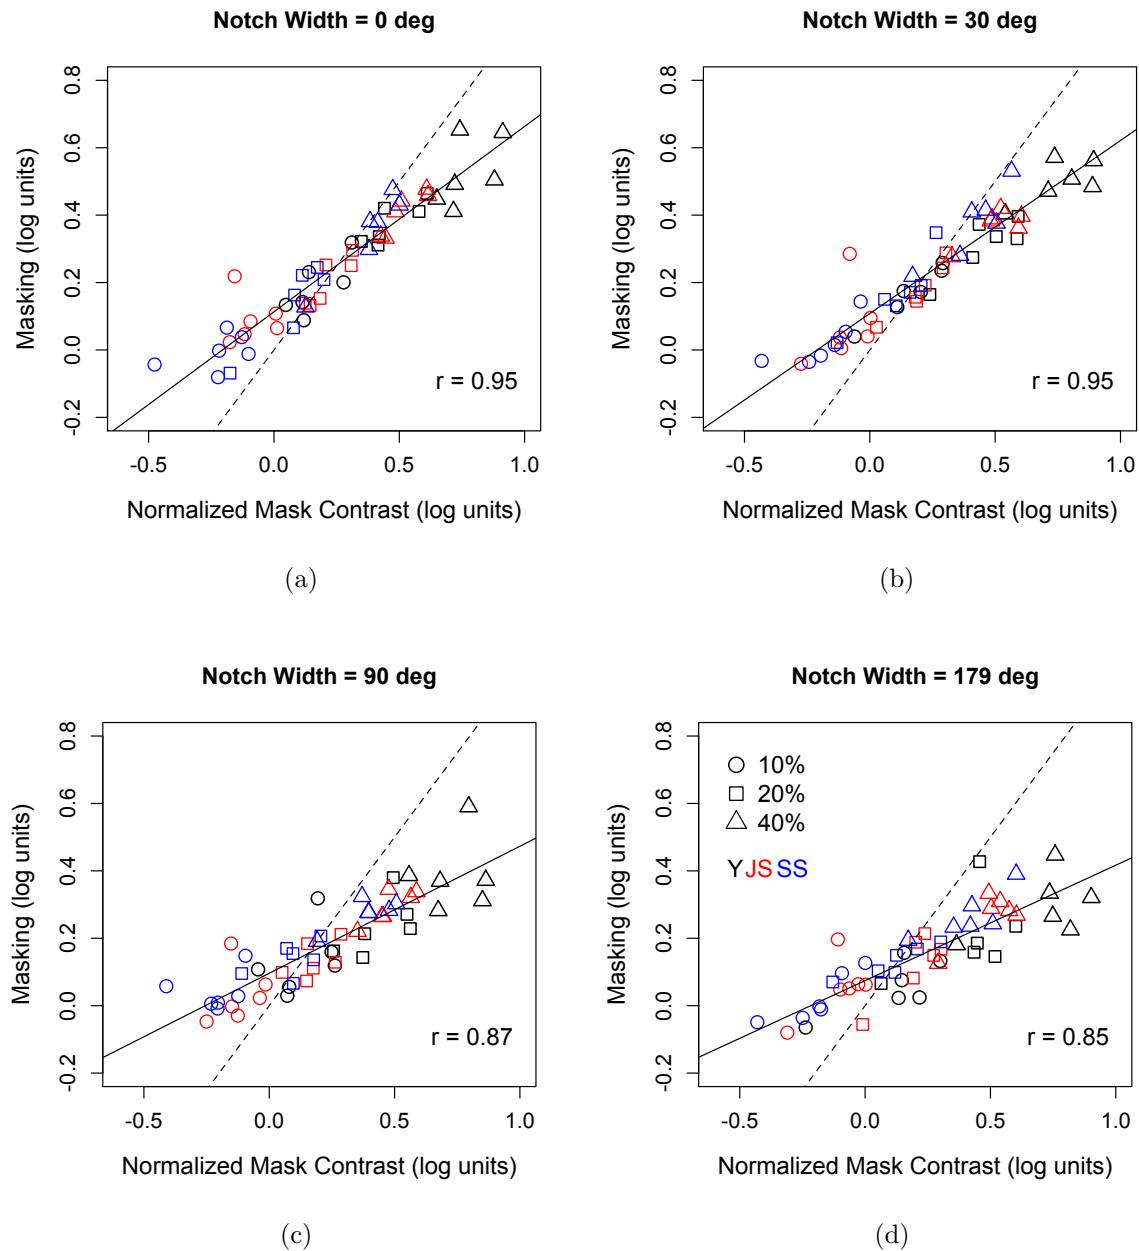 Notch Width = 0 deg
0.8
0.6
0.4
0.2
0.0
-0.2
Masking (log units)
r = 0.95
-0.5 0.0 0.5 1.0
Normalized Mask Contrast (log units)
(a)
Notch Width = 30 deg
0.8
0.6
0.4
0.2
0.0
-0.2
Masking (log units)
r = 0.95
-0.5 0.0 0.5 1.0
Normalized Mask Contrast (log units)
(b)
Notch Width = 90 deg
0.8
0.6
0.4
0.2
0.0
-0.2
Masking (log units)
r = 0.87
-0.5 0.0 0.5 1.0
Normalized Mask Contrast (log units)
(c)
Notch Width = 179 deg
0.8
0.6
0.4
0.2
0.0
-0.2
Masking (log units)
10%
20%
40%
Y JS SS
r = 0.85
-0.5 0.0 0.5 1.0
Normalized Mask Contrast (log units)
(d)